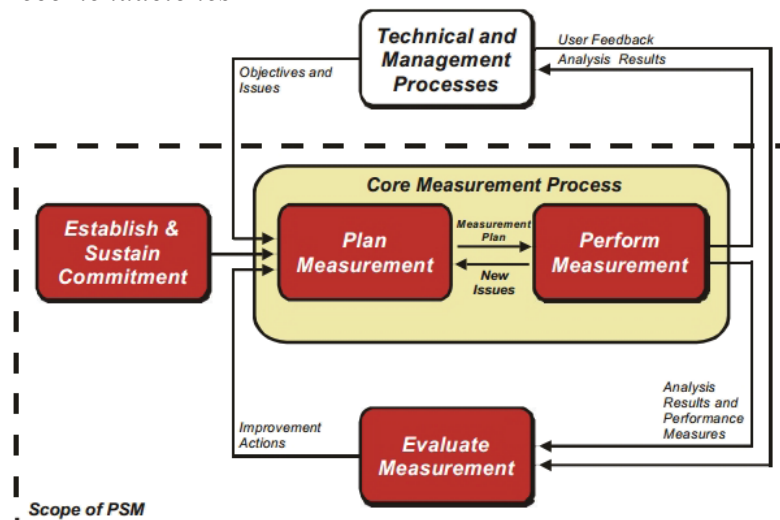 Technical and
Management
Processes
User Feedback
Analysis Results
Objectives and
Issues
Core Measurement Process
Establish &
Sustain
Commitment
Plan
Measurement
Measurement
Plan
New
Issues
Perform
Measurement
Analysis
Results and
Performance
Measures
Improvement
Actions
Evaluate
Measurement
Scope of PSM